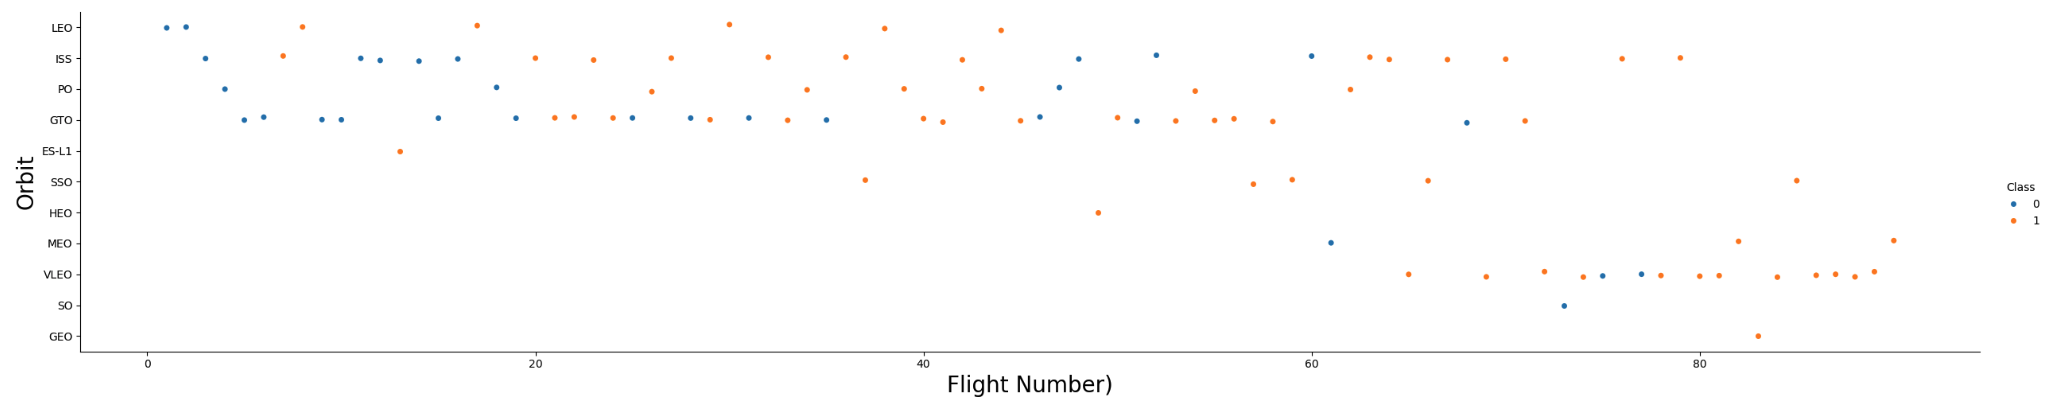 LEO
ISS
PO
GTO
ES-L1
SSO
HEO
MEO
VLEO
SO
GEO
Orbit
0 20 40 60 80
Flight Number)
Class
0
1